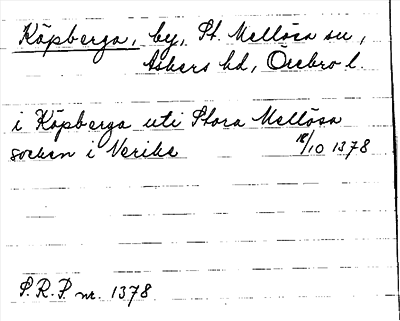 Köpberga, by, St. Mellösa sn,
Askers hd, Örebro l.
i Köpberga uti Stora Mellösa
socken i Nerike 18/10 1378
S.R.P. nr. 1378